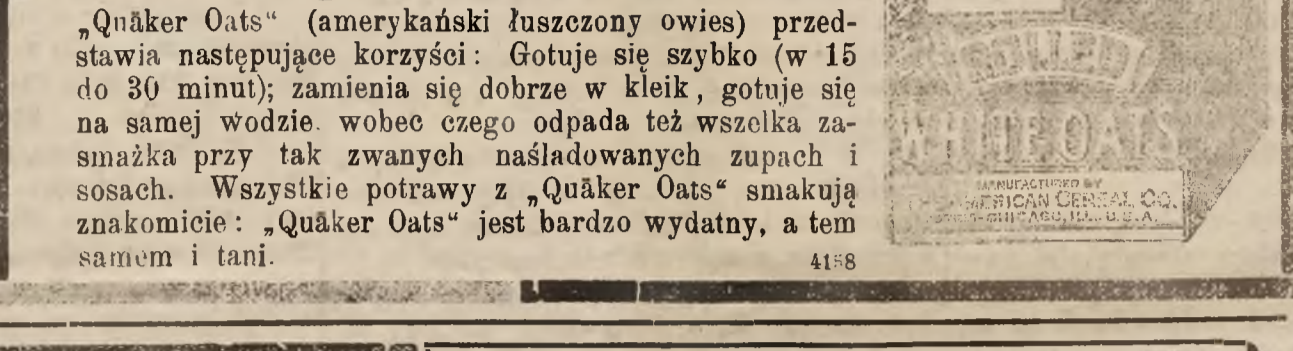 „Quäker Oats“ (amerykański łuszczony owies) przed-
stawia następujące korzyści: Gotuje się szybko (w 15
do 30 minut); zamienia się dobrze w kleik, gotuje się
na samej wodzie. wobec czego odpada też wszelka za-
smażka przy tak zwanych naśladowanych zupach i
sosach. Wszystkie potrawy z „Quäker Oats“ smakują
znakomicie: „Quäker Oats“ jest bardzo wydatny, a tem
samem i tani.
ROLLED
WHITE OATS
MANUFACTURED BY
AMERICAN CEREAL CO.
CHICAGO, ILL. U.S.A.